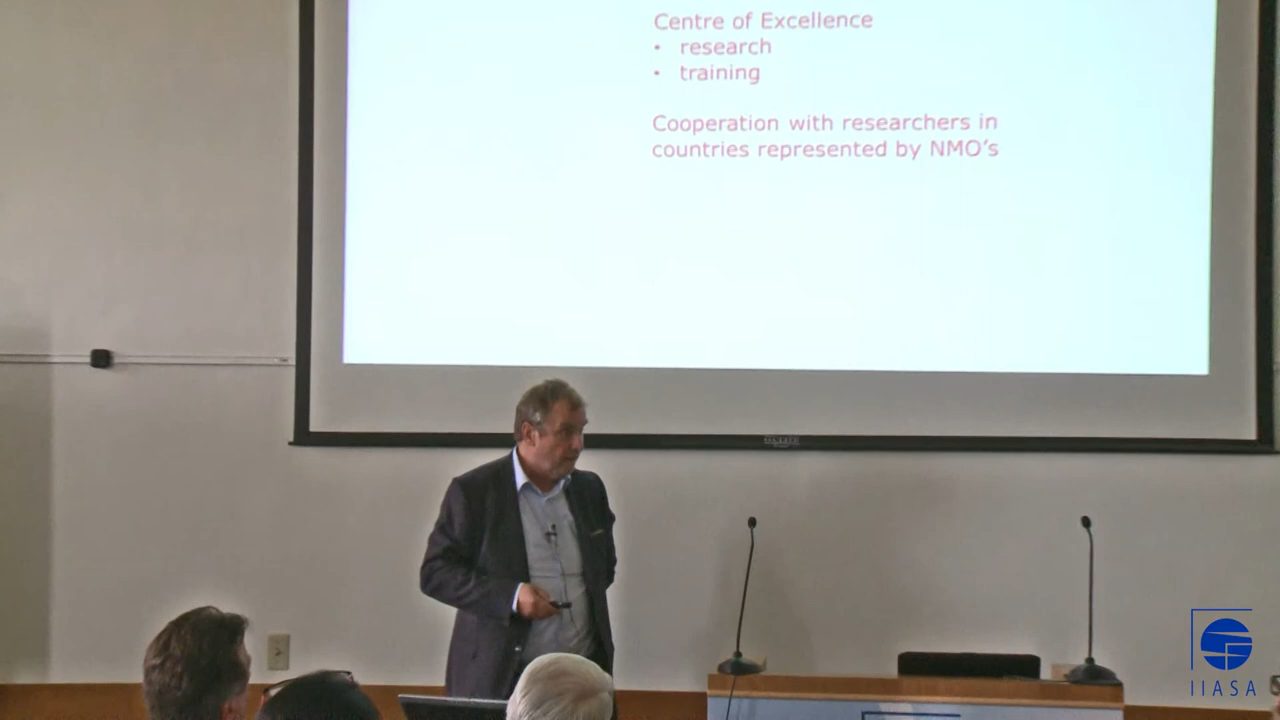 Centre of Excellence
• research
• training
Cooperation with researchers in
countries represented by NMO’s
IIASA